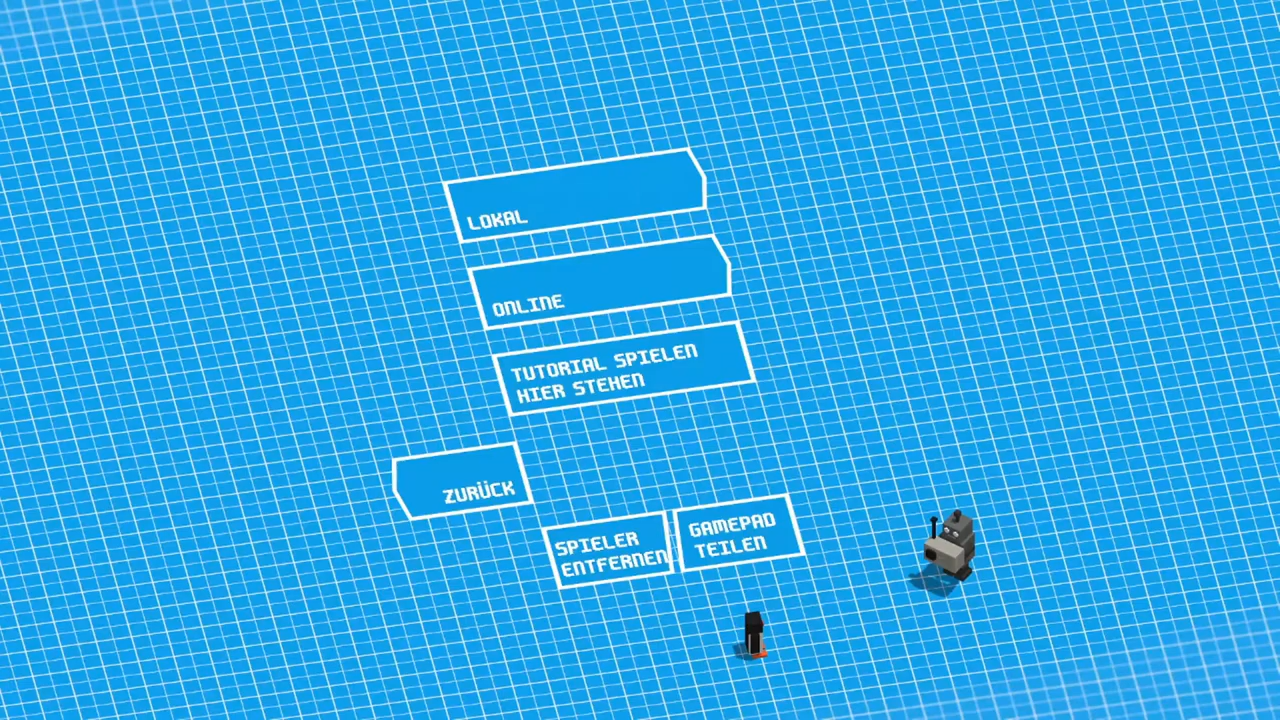 LOKAL
ONLINE
TUTORIAL SPIELEN
HIER STEHEN
ZURÜCK
SPIELER
ENTFERNEN
GAMEPAD
TEILEN